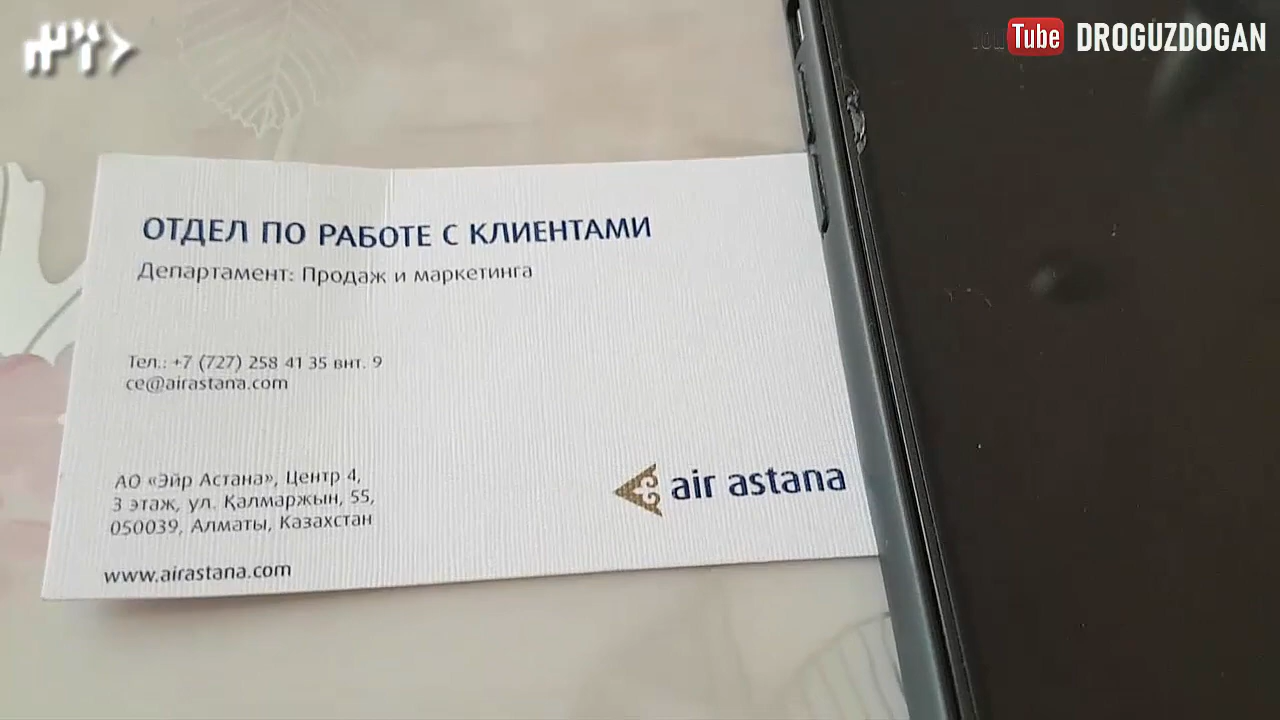 YouTube DROGUZDOGAN
ОТДЕЛ ПО РАБОТЕ С КЛИЕНТАМИ
Департамент: Продаж и маркетинга
Тел.: +7 (727) 258 41 35 внт. 9
ce@airastana.com
АО «Эйр Астана», Центр 4,
3 этаж, ул. Қалмаржын, 55,
050039, Алматы, Казахстан
www.airastana.com
air astana